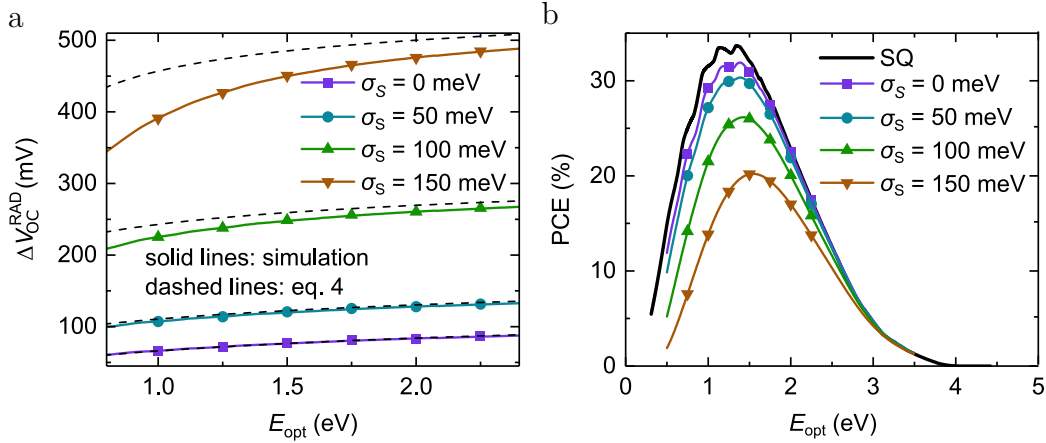 a
ΔV_OC^RAD (mV)
500
400
300
200
100
σ_S = 0 meV
σ_S = 50 meV
σ_S = 100 meV
σ_S = 150 meV
solid lines: simulation
dashed lines: eq. 4
1.0 1.5 2.0
E_opt (eV)
b
PCE (%)
30
20
10
0
SQ
σ_S = 0 meV
σ_S = 50 meV
σ_S = 100 meV
σ_S = 150 meV
0 1 2 3 4 5
E_opt (eV)